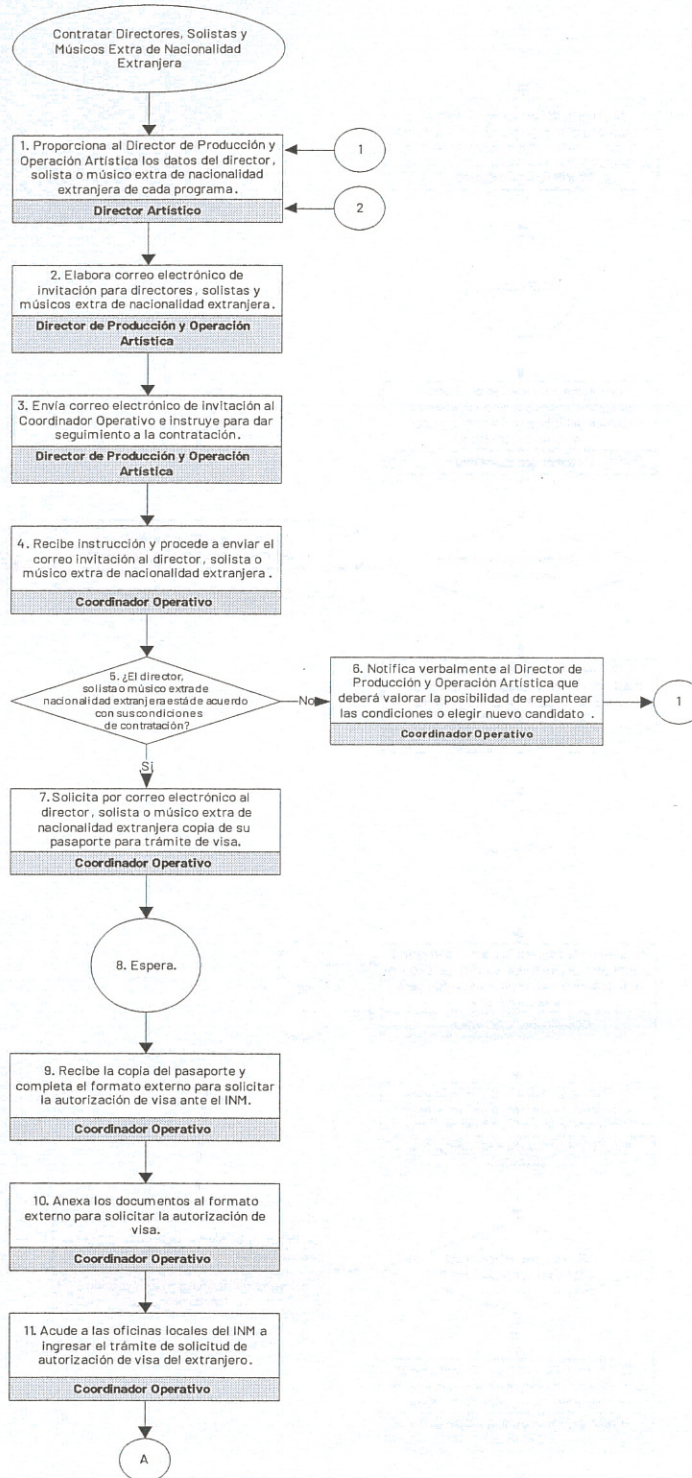 Contratar Directores, Solistas y
Músicos Extra de Nacionalidad
Extranjera
1. Proporciona al Director de Producción y
Operación Artística los datos del director,
solista o músico extra de nacionalidad
extranjera de cada programa.
Director Artístico
1
2
2. Elabora correo electrónico de
invitación para directores, solistas y
músicos extra de nacionalidad extranjera.
Director de Producción y Operación
Artística
3. Envía correo electrónico de invitación al
Coordinador Operativo e instruye para dar
seguimiento a la contratación.
Director de Producción y Operación
Artística
4. Recibe instrucción y procede a enviar el
correo invitación al director, solista o
músico extra de nacionalidad extranjera.
Coordinador Operativo
5. ¿El director,
solista o músico extra de
nacionalidad extranjera está de acuerdo
con sus condiciones
de contratación?
No
6. Notifica verbalmente al Director de
Producción y Operación Artística que
deberá valorar la posibilidad de replantear
las condiciones o elegir nuevo candidato.
Coordinador Operativo
1
Si
7. Solicita por correo electrónico al
director, solista o músico extra de
nacionalidad extranjera copia de su
pasaporte para trámite de visa.
Coordinador Operativo
8. Espera.
9. Recibe la copia del pasaporte y
completa el formato externo para solicitar
la autorización de visa ante el INM.
Coordinador Operativo
10. Anexa los documentos al formato
externo para solicitar la autorización de
visa.
Coordinador Operativo
11. Acude a las oficinas locales del INM a
ingresar el trámite de solicitud de
autorización de visa del extranjero.
Coordinador Operativo
A